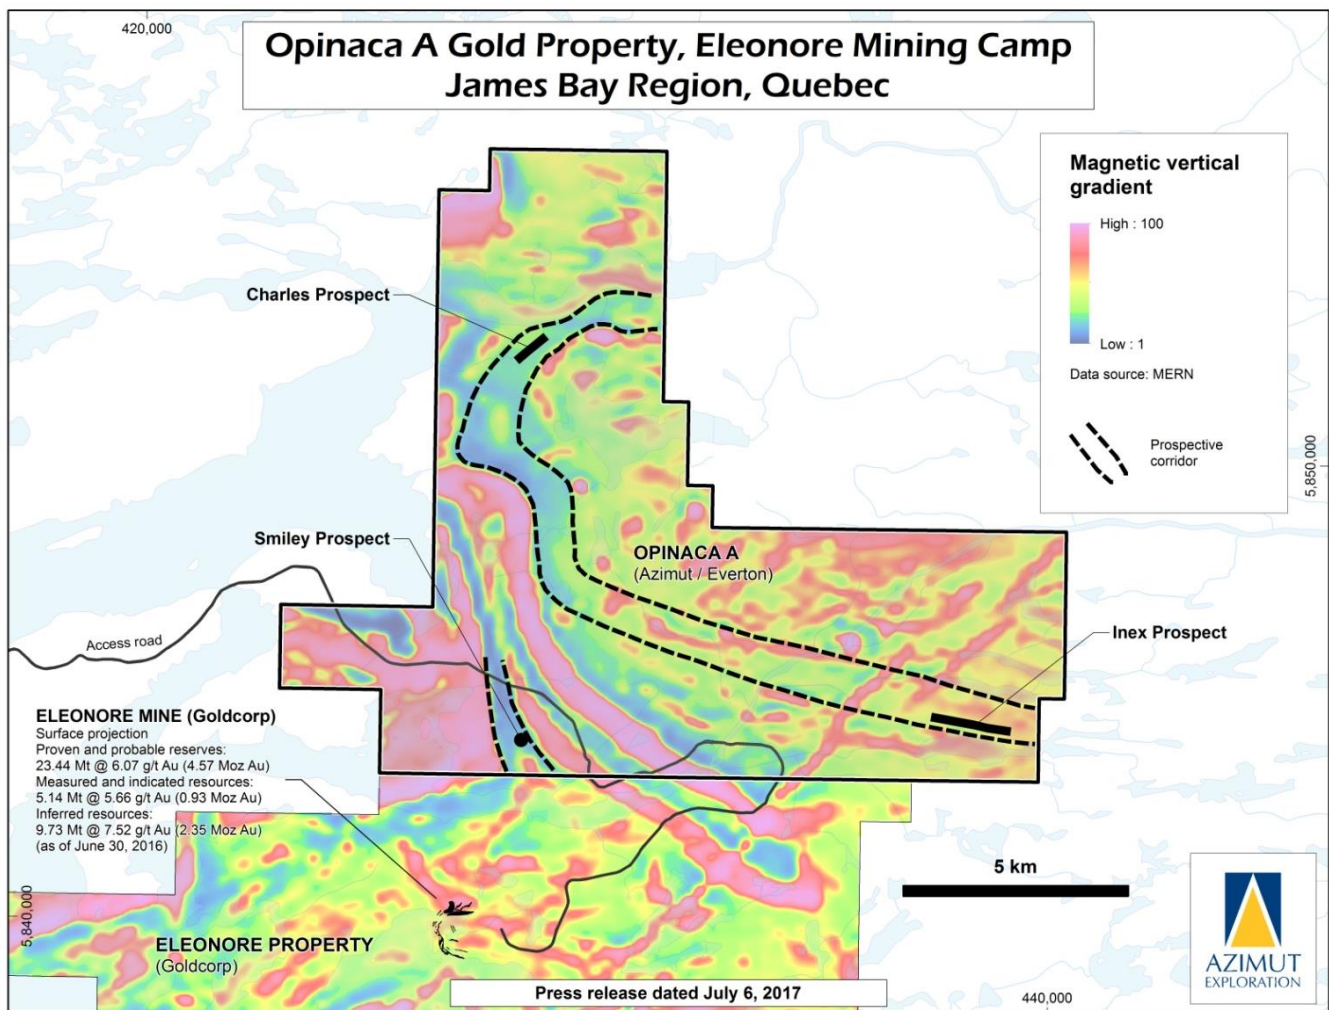 420,000
Opinaca A Gold Property, Eleonore Mining Camp
James Bay Region, Quebec
Magnetic vertical
gradient
High : 100
Low : 1
Data source: MERN
Prospective
corridor
5,850,000
Charles Prospect
Smiley Prospect
OPINACA A
(Azimut / Everton)
Access road
Inex Prospect
ELEONORE MINE (Goldcorp)
Surface projection
Proven and probable reserves:
23.44 Mt @ 6.07 g/t Au (4.57 Moz Au)
Measured and indicated resources:
5.14 Mt @ 5.66 g/t Au (0.93 Moz Au)
Inferred resources:
9.73 Mt @ 7.52 g/t Au (2.35 Moz Au)
(as of June 30, 2016)
5 km
5,840,000
ELEONORE PROPERTY
(Goldcorp)
Press release dated July 6, 2017
440,000
AZIMUT
EXPLORATION